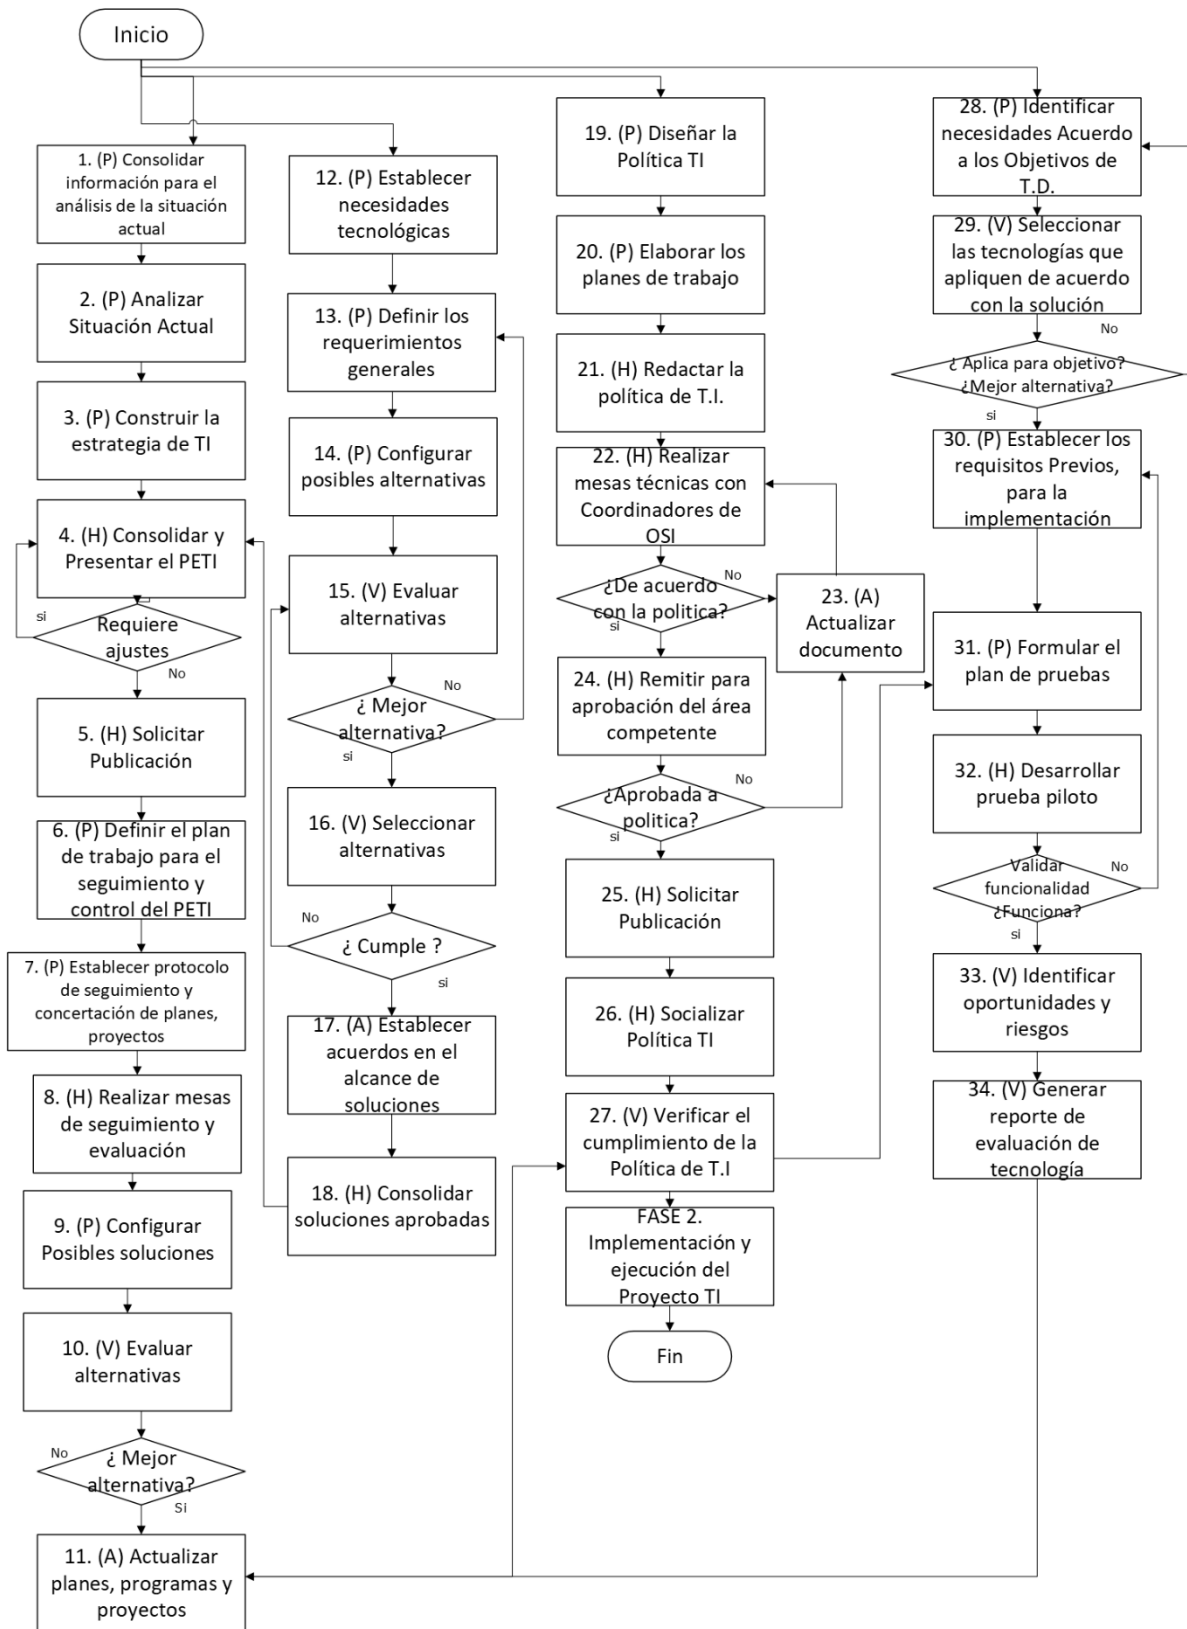 Inicio
1. (P) Consolidar
información para el
análisis de la situación
actual
2. (P) Analizar
Situación Actual
3. (P) Construir la
estrategia de TI
4. (H) Consolidar y
Presentar el PETI
si
Requiere
ajustes
No
5. (H) Solicitar
Publicación
6. (P) Definir el plan
de trabajo para el
seguimiento y
control del PETI
7. (P) Establecer protocolo
de seguimiento y
concertación de planes,
proyectos
8. (H) Realizar mesas
de seguimiento y
evaluación
9. (P) Configurar
Posibles soluciones
10. (V) Evaluar
alternativas
No
¿ Mejor
alternativa?
Si
11. (A) Actualizar
planes, programas y
proyectos
12. (P) Establecer
necesidades
tecnológicas
13. (P) Definir los
requerimientos
generales
14. (P) Configurar
posibles alternativas
15. (V) Evaluar
alternativas
No
¿ Mejor
alternativa?
si
16. (V) Seleccionar
alternativas
No
¿ Cumple ?
si
17. (A) Establecer
acuerdos en el
alcance de
soluciones
18. (H) Consolidar
soluciones aprobadas
19. (P) Diseñar la
Política TI
20. (P) Elaborar los
planes de trabajo
21. (H) Redactar la
política de T.I.
22. (H) Realizar
mesas técnicas con
Coordinadores de
OSI
No
¿De acuerdo
con la politica?
si
23. (A)
Actualizar
documento
24. (H) Remitir para
aprobación del área
competente
No
¿Aprobada a
politica?
si
25. (H) Solicitar
Publicación
26. (H) Socializar
Política TI
27. (V) Verificar el
cumplimiento de la
Política de T.I
FASE 2.
Implementación y
ejecución del
Proyecto TI
Fin
28. (P) Identificar
necesidades Acuerdo
a los Objetivos de
T.D.
29. (V) Seleccionar
las tecnologías que
apliquen de acuerdo
con la solución
No
¿ Aplica para objetivo?
¿Mejor alternativa?
si
30. (P) Establecer los
requisitos Previos,
para la
implementación
31. (P) Formular el
plan de pruebas
32. (H) Desarrollar
prueba piloto
No
Validar
funcionalidad
¿Funciona?
si
33. (V) Identificar
oportunidades y
riesgos
34. (V) Generar
reporte de
evaluación de
tecnología